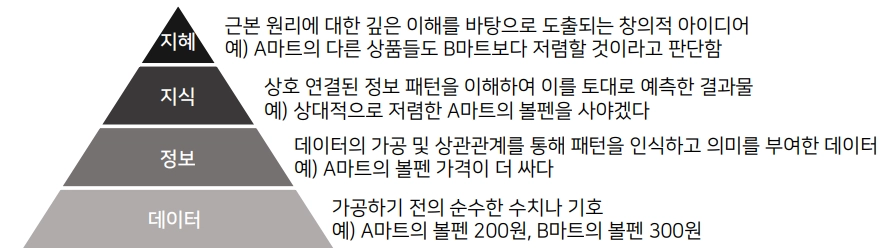 지혜
근본 원리에 대한 깊은 이해를 바탕으로 도출되는 창의적 아이디어
예) A마트의 다른 상품들도 B마트보다 저렴할 것이라고 판단함
지식
상호 연결된 정보 패턴을 이해하여 이를 토대로 예측한 결과물
예) 상대적으로 저렴한 A마트의 볼펜을 사야겠다
정보
데이터의 가공 및 상관관계를 통해 패턴을 인식하고 의미를 부여한 데이터
예) A마트의 볼펜 가격이 더 싸다
데이터
가공하기 전의 순수한 수치나 기호
예) A마트의 볼펜 200원, B마트의 볼펜 300원